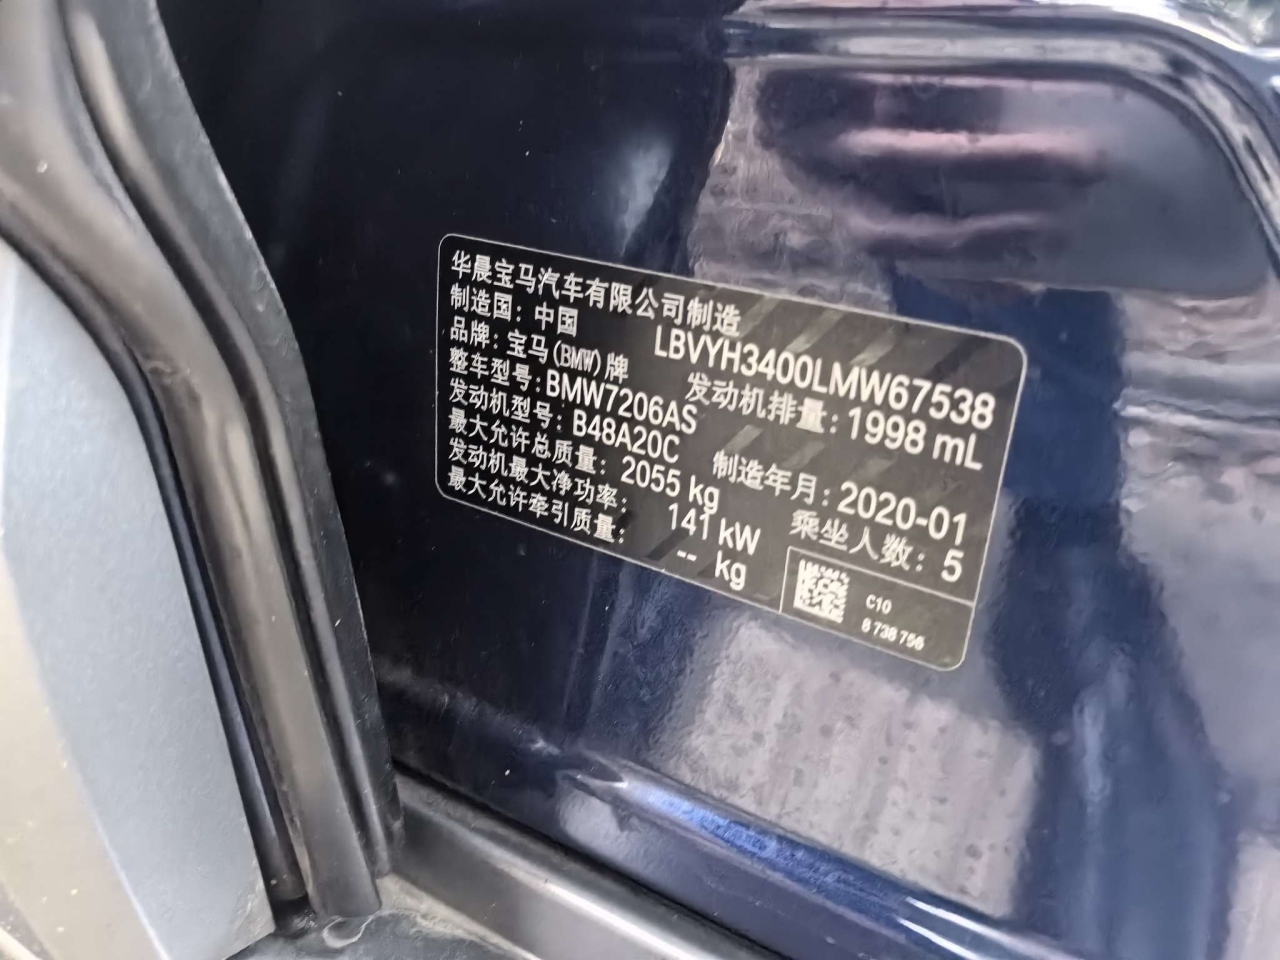 华晨宝马汽车有限公司制造
制造国：中国 LBVYH3400LMW67538
品牌：宝马(BMW)牌
整车型号：BMW7206AS 发动机排量：1998 mL
发动机型号：B48A20C
最大允许总质量：2055 kg 制造年月：2020-01
发动机最大净功率：141 kW 乘坐人数：5
最大允许牵引质量：-- kg
C10
8 738 756